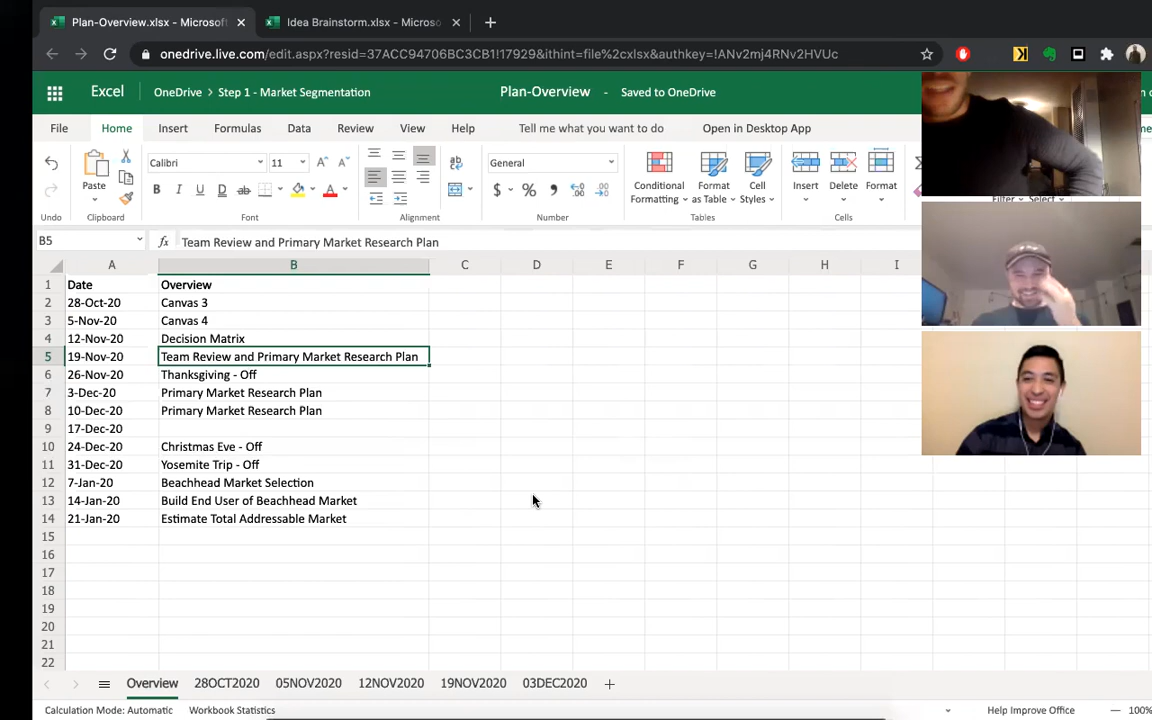 Plan-Overview.xlsx - Microsoft
Idea Brainstorm.xlsx - Microso
onedrive.live.com/edit.aspx?resid=37ACC94706BC3CB1!17929&ithint=file%2cxlsx&authkey=!ANv2mj4RNv2HVUc
Excel
OneDrive > Step 1 - Market Segmentation
Plan-Overview - Saved to OneDrive
File Home Insert Formulas Data Review View Help Tell me what you want to do Open in Desktop App
Calibri 11 General
Paste
B I U D ab $ % Conditional Formatting Format as Table Cell Styles Insert Delete Format
Undo Clipboard Font Alignment Number Tables Cells
B5 fx Team Review and Primary Market Research Plan
A B C D E F G H I
1 Date Overview
2 28-Oct-20 Canvas 3
3 5-Nov-20 Canvas 4
4 12-Nov-20 Decision Matrix
5 19-Nov-20 Team Review and Primary Market Research Plan
6 26-Nov-20 Thanksgiving - Off
7 3-Dec-20 Primary Market Research Plan
8 10-Dec-20 Primary Market Research Plan
9 17-Dec-20
10 24-Dec-20 Christmas Eve - Off
11 31-Dec-20 Yosemite Trip - Off
12 7-Jan-20 Beachhead Market Selection
13 14-Jan-20 Build End User of Beachhead Market
14 21-Jan-20 Estimate Total Addressable Market
15
16
17
18
19
20
21
22
Overview 28OCT2020 05NOV2020 12NOV2020 19NOV2020 03DEC2020
Calculation Mode: Automatic Workbook Statistics Help Improve Office 100%